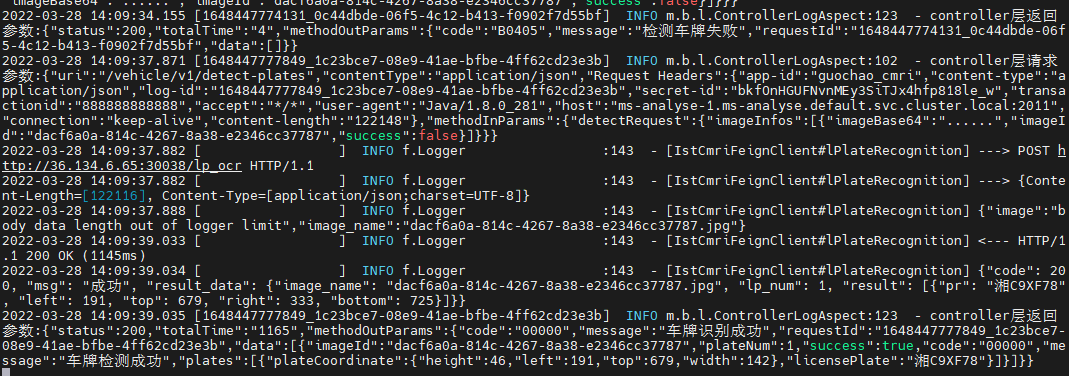 "imageBase64":"......","imageId":"dacf6a0a-814c-4267-8a38-e2346cc37787","success":false}]}}}
2022-03-28 14:09:34.155 [1648447774131_0c44dbde-06f5-4c12-b413-f0902f7d55bf]  INFO m.b.l.ControllerLogAspect:123  - controller层返回
参数:{"status":200,"totalTime":"4","methodOutParams":{"code":"B0405","message":"检测车牌失败","requestId":"1648447774131_0c44dbde-06f
5-4c12-b413-f0902f7d55bf","data":[]}}
2022-03-28 14:09:37.871 [1648447777849_1c23bce7-08e9-41ae-bfbe-4ff62cd23e3b]  INFO m.b.l.ControllerLogAspect:102  - controller层请求
参数:{"uri":"/vehicle/v1/detect-plates","contentType":"application/json","Request Headers":{"app-id":"guochao_cmri","content-type":"a
pplication/json","log-id":"1648447777849_1c23bce7-08e9-41ae-bfbe-4ff62cd23e3b","secret-id":"bkfOnHGUFNvnMEy3SiTJx4hfp818le_w","transa
ctionid":"888888888888","accept":"*/*","user-agent":"Java/1.8.0_281","host":"ms-analyse-1.ms-analyse.default.svc.cluster.local:2011",
"connection":"keep-alive","content-length":"122148"},"methodInParams":{"detectRequest":{"imageInfos":[{"imageBase64":"......","imageI
d":"dacf6a0a-814c-4267-8a38-e2346cc37787","success":false}]}}}
2022-03-28 14:09:37.882 [                    ]  INFO f.Logger                 :143  - [IstCmriFeignClient#lPlateRecognition] ---> POST h
ttp://36.134.6.65:30038/lp_ocr HTTP/1.1
2022-03-28 14:09:37.882 [                    ]  INFO f.Logger                 :143  - [IstCmriFeignClient#lPlateRecognition] ---> {Conte
nt-Length=[122116], Content-Type=[application/json;charset=UTF-8]}
2022-03-28 14:09:37.888 [                    ]  INFO f.Logger                 :143  - [IstCmriFeignClient#lPlateRecognition] {"image":"bo
dy data length out of logger limit","image_name":"dacf6a0a-814c-4267-8a38-e2346cc37787.jpg"}
2022-03-28 14:09:39.033 [                    ]  INFO f.Logger                 :143  - [IstCmriFeignClient#lPlateRecognition] <--- HTTP/1
.1 200 OK (1145ms)
2022-03-28 14:09:39.034 [                    ]  INFO f.Logger                 :143  - [IstCmriFeignClient#lPlateRecognition] {"code": 20
0, "msg": "成功", "result_data": {"image_name": "dacf6a0a-814c-4267-8a38-e2346cc37787.jpg", "lp_num": 1, "result": [{"pr": "湘C9XF78"
, "left": 191, "top": 679, "right": 333, "bottom": 725}]}}
2022-03-28 14:09:39.035 [1648447777849_1c23bce7-08e9-41ae-bfbe-4ff62cd23e3b]  INFO m.b.l.ControllerLogAspect:123  - controller层返回
参数:{"status":200,"totalTime":"1165","methodOutParams":{"code":"00000","message":"车牌识别成功","requestId":"1648447777849_1c23bce7-
08e9-41ae-bfbe-4ff62cd23e3b","data":[{"imageId":"dacf6a0a-814c-4267-8a38-e2346cc37787","plateNum":1,"success":true,"code":"00000","me
ssage":"车牌检测成功","plates":[{"plateCoordinate":{"height":46,"left":191,"top":679,"width":142},"licensePlate":"湘C9XF78"}]}]}}